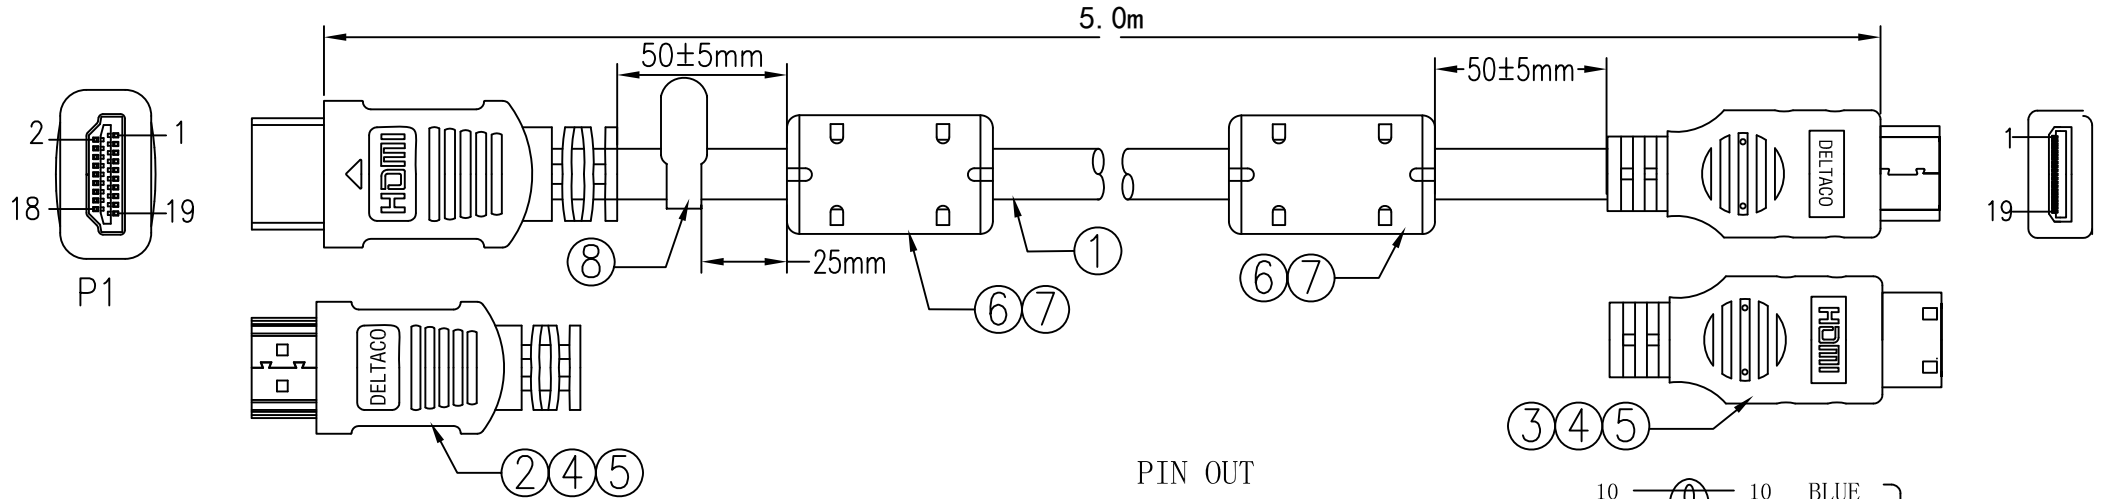 5.0m
50±5mm
50±5mm
2
1
18
19
P1
HDMI
DELTACO
1
19
8
25mm
1
6 7
6 7
DELTACO
HDMI
2 4 5
3 4 5
PIN OUT
10 10 BLUE